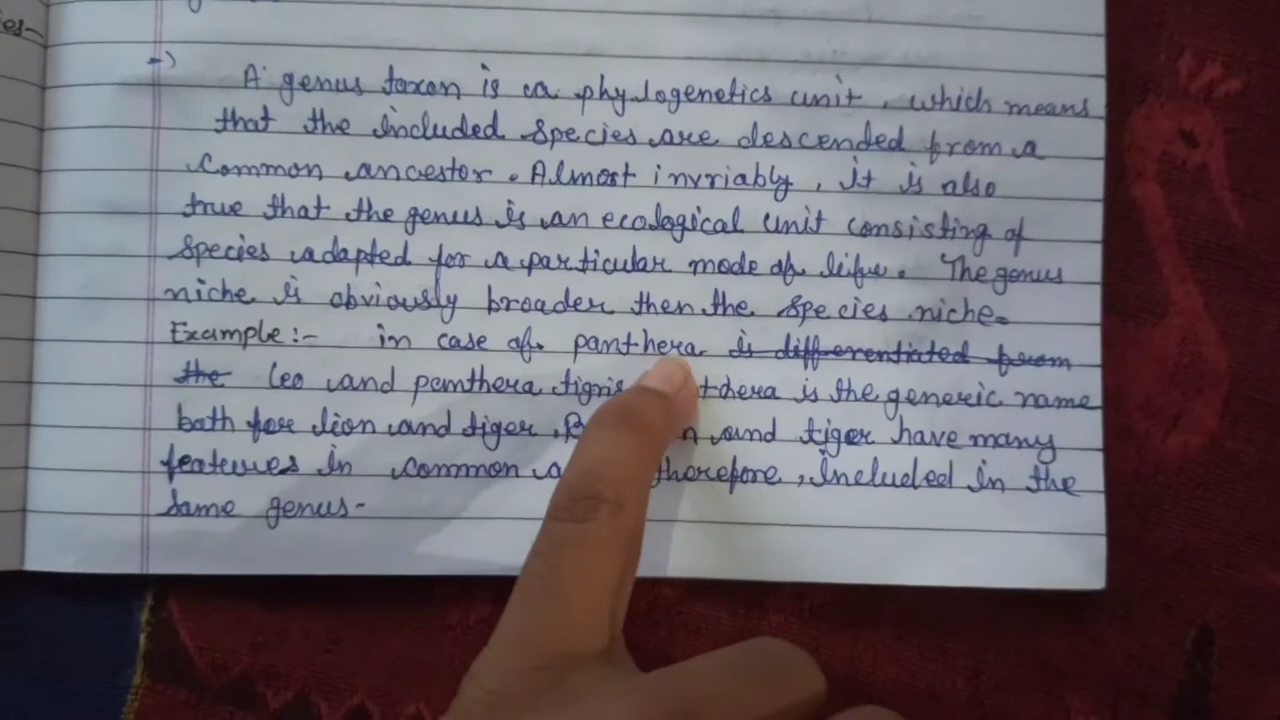 es-
→ A genus taxon is a phylogenetics unit, which means
that the included species are descended from a
common ancestor. Almost invriably, it is also
true that the genus is an ecological unit consisting of
species adapted for a particular mode of life. The genus
niche is obviously broader then the species niche.
Example:- in case of panthera is differentiated from
the leo and panthera tigris thera is the generic name
both for lion and tiger. n and tiger have many
features in common therefore, included in the
same genus-